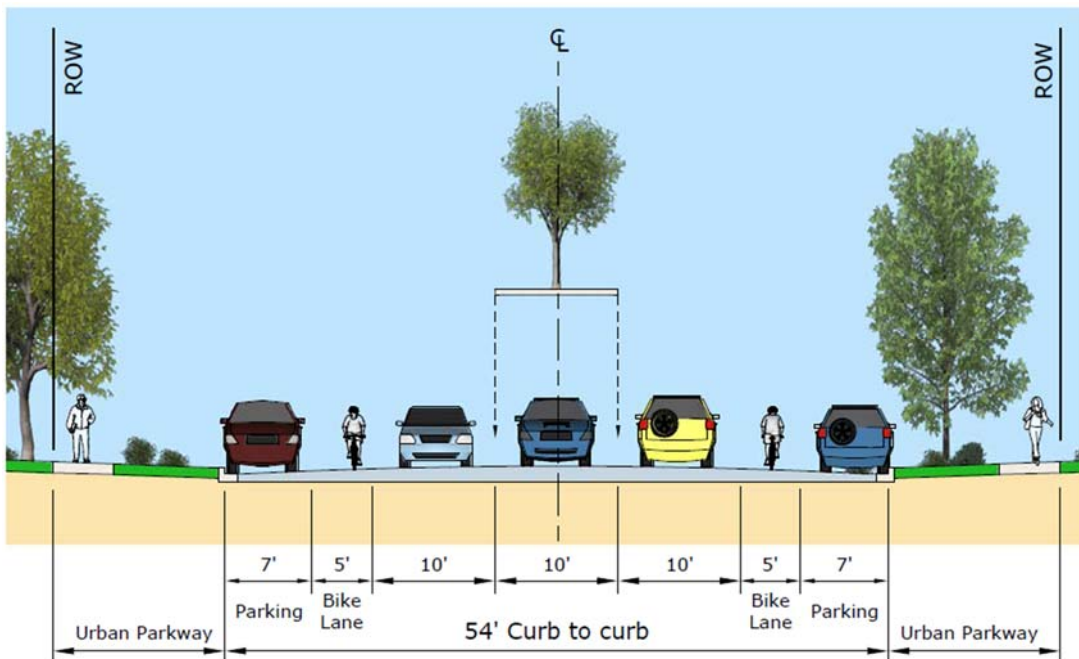 ROW
℄
ROW
7'
5'
10'
10'
10'
5'
7'
Parking
Bike
Lane
Bike
Lane
Parking
Urban Parkway
54' Curb to curb
Urban Parkway